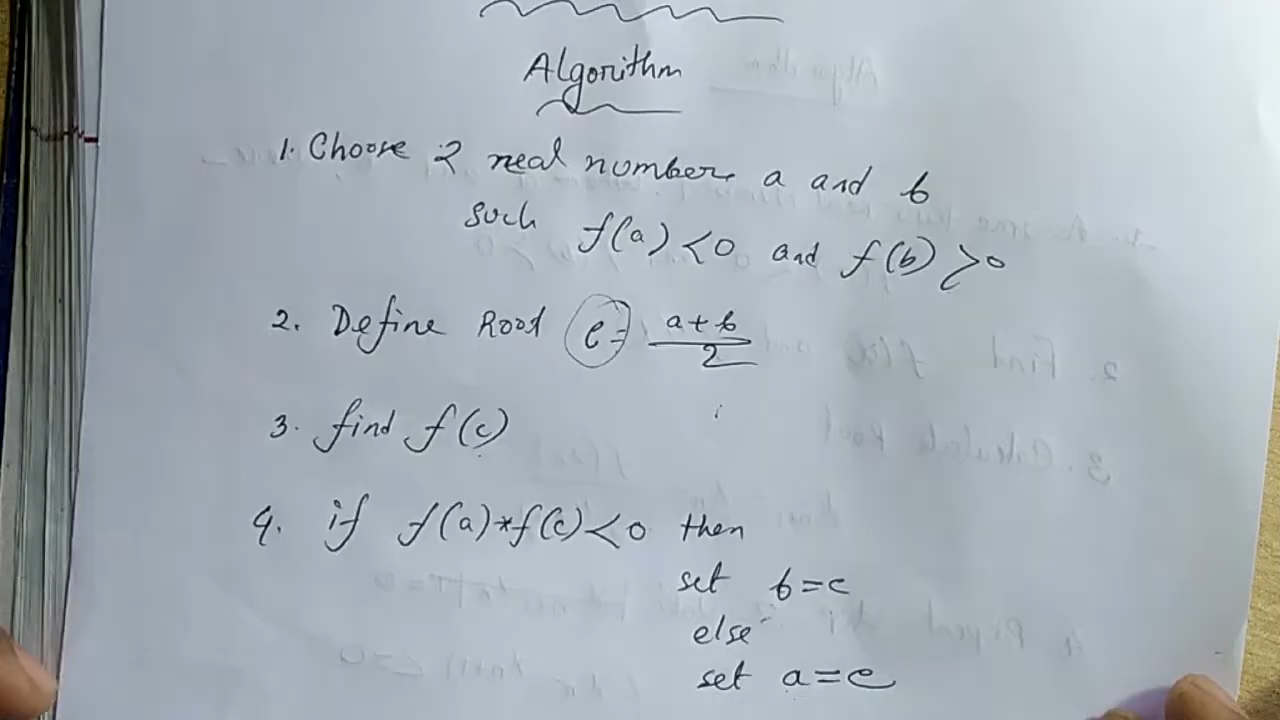 Algorithm
1. Choose 2 real numbers a and b
such f(a) < 0 and f(b) > 0
2. Define Root c = a+b / 2
3. find f(c)
4. if f(a)*f(c) < 0 then
set b=c
else
set a=c